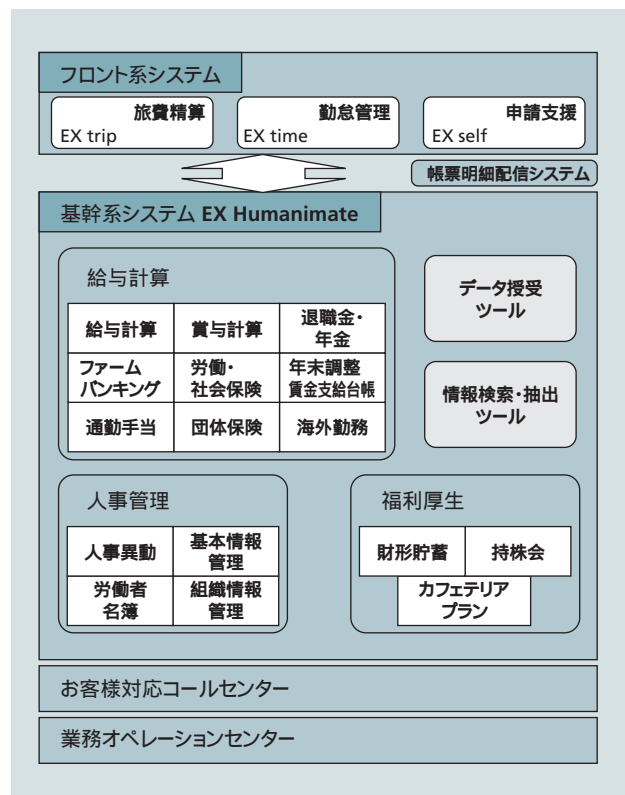 フロント系システム
旅費精算
EX trip
勤怠管理
EX time
申請支援
EX self
帳票明細配信システム
基幹系システム EX Humanimate
給与計算
給与計算
賞与計算
退職金・
年金
ファーム
バンキング
労働・
社会保険
年末調整
賃金支給台帳
通勤手当
団体保険
海外勤務
データ授受
ツール
情報検索・抽出
ツール
人事管理
人事異動
基本情報
管理
労働者
名簿
組織情報
管理
福利厚生
財形貯蓄
持株会
カフェテリア
プラン
お客様対応コールセンター
業務オペレーションセンター